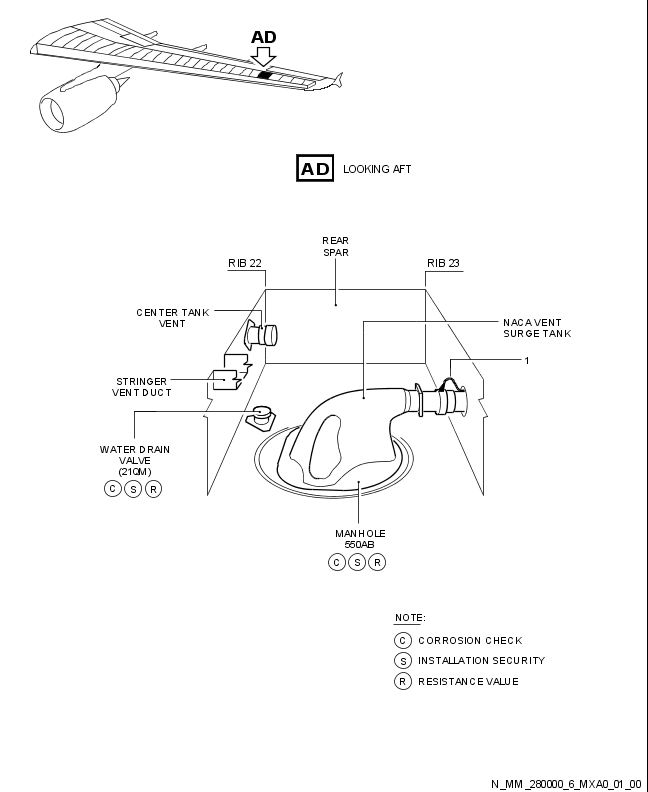 AD
AD LOOKING AFT
REAR
SPAR
RIB 22
RIB 23
CENTER TANK
VENT
NACA VENT
SURGE TANK
1
STRINGER
VENT DUCT
WATER DRAIN
VALVE
(21QM)
C S R
MANHOLE
550AB
C S R
NOTE:
C CORROSION CHECK
S INSTALLATION SECURITY
R RESISTANCE VALUE
N_MM_280000_6_MXA0_01_00